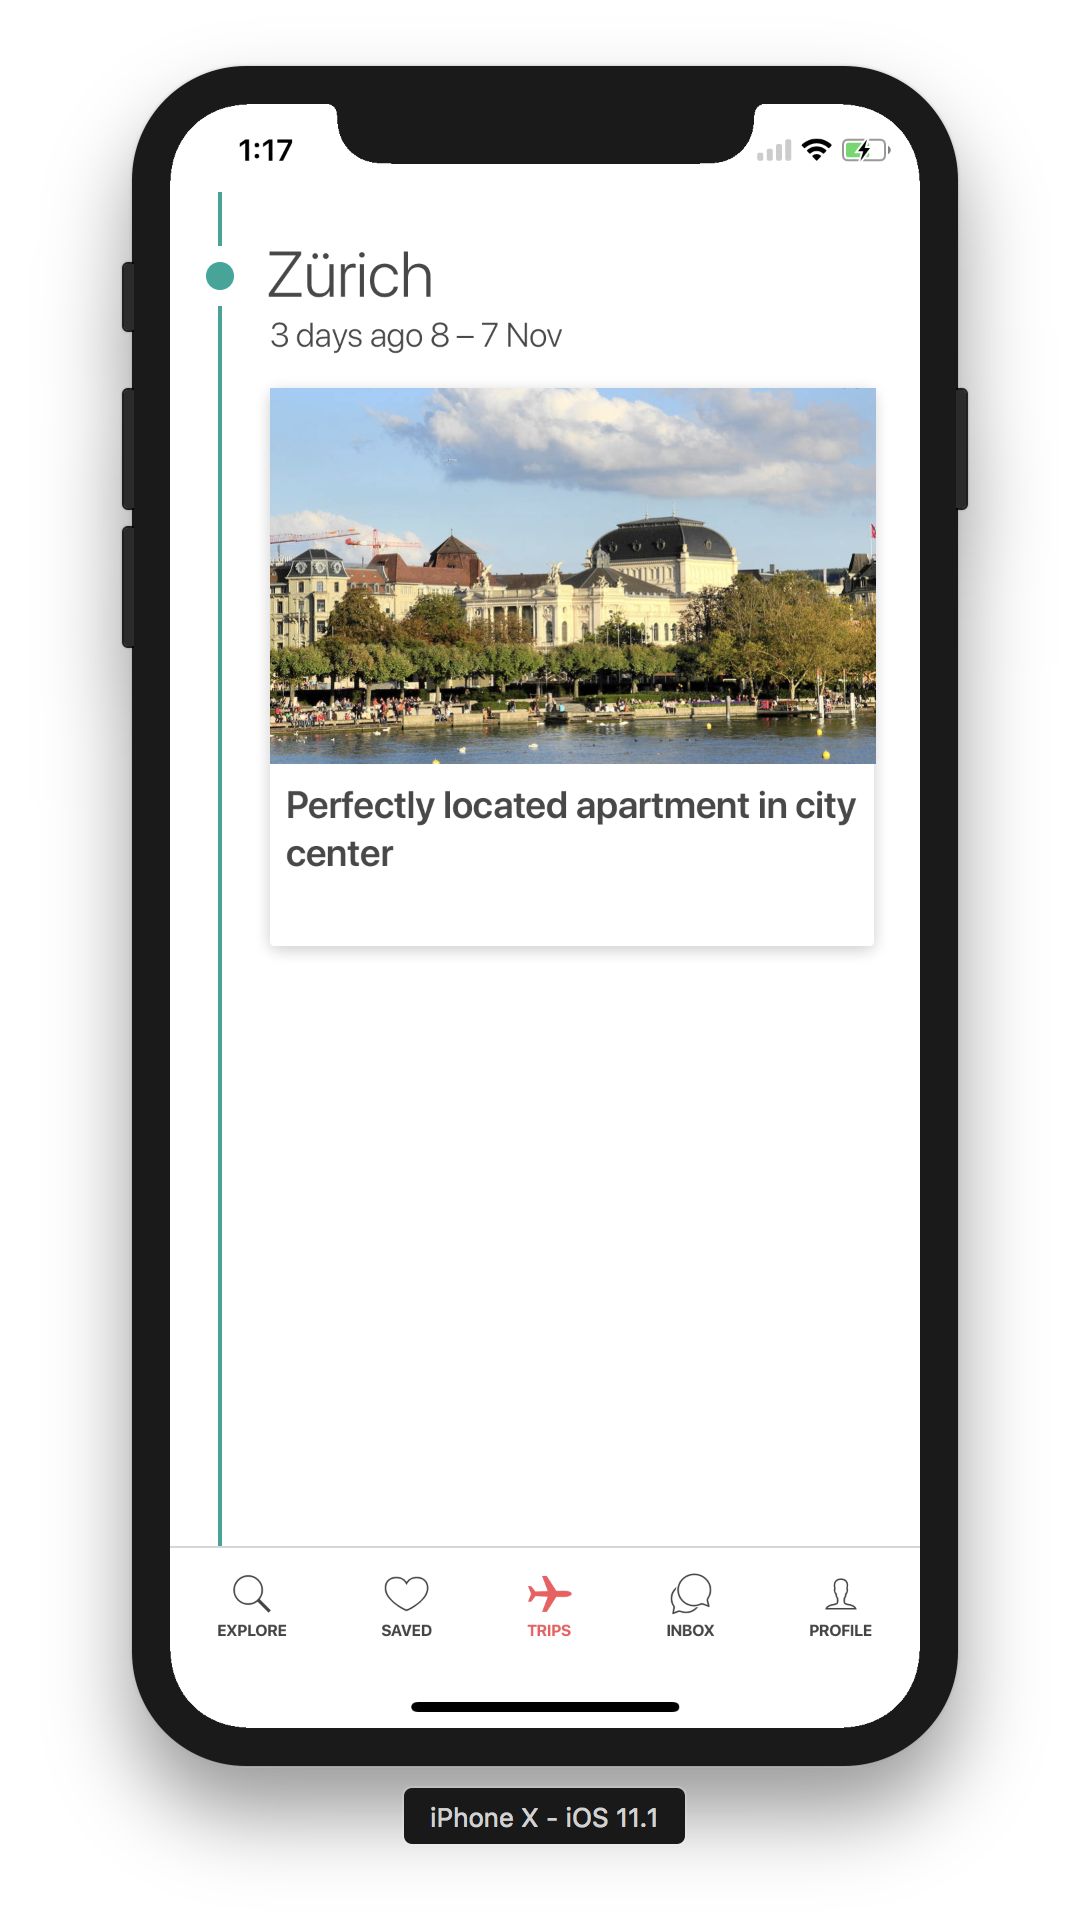 1:17
Zürich
3 days ago 8 – 7 Nov
Perfectly located apartment in city
center
EXPLORE
SAVED
TRIPS
INBOX
PROFILE
iPhone X - iOS 11.1